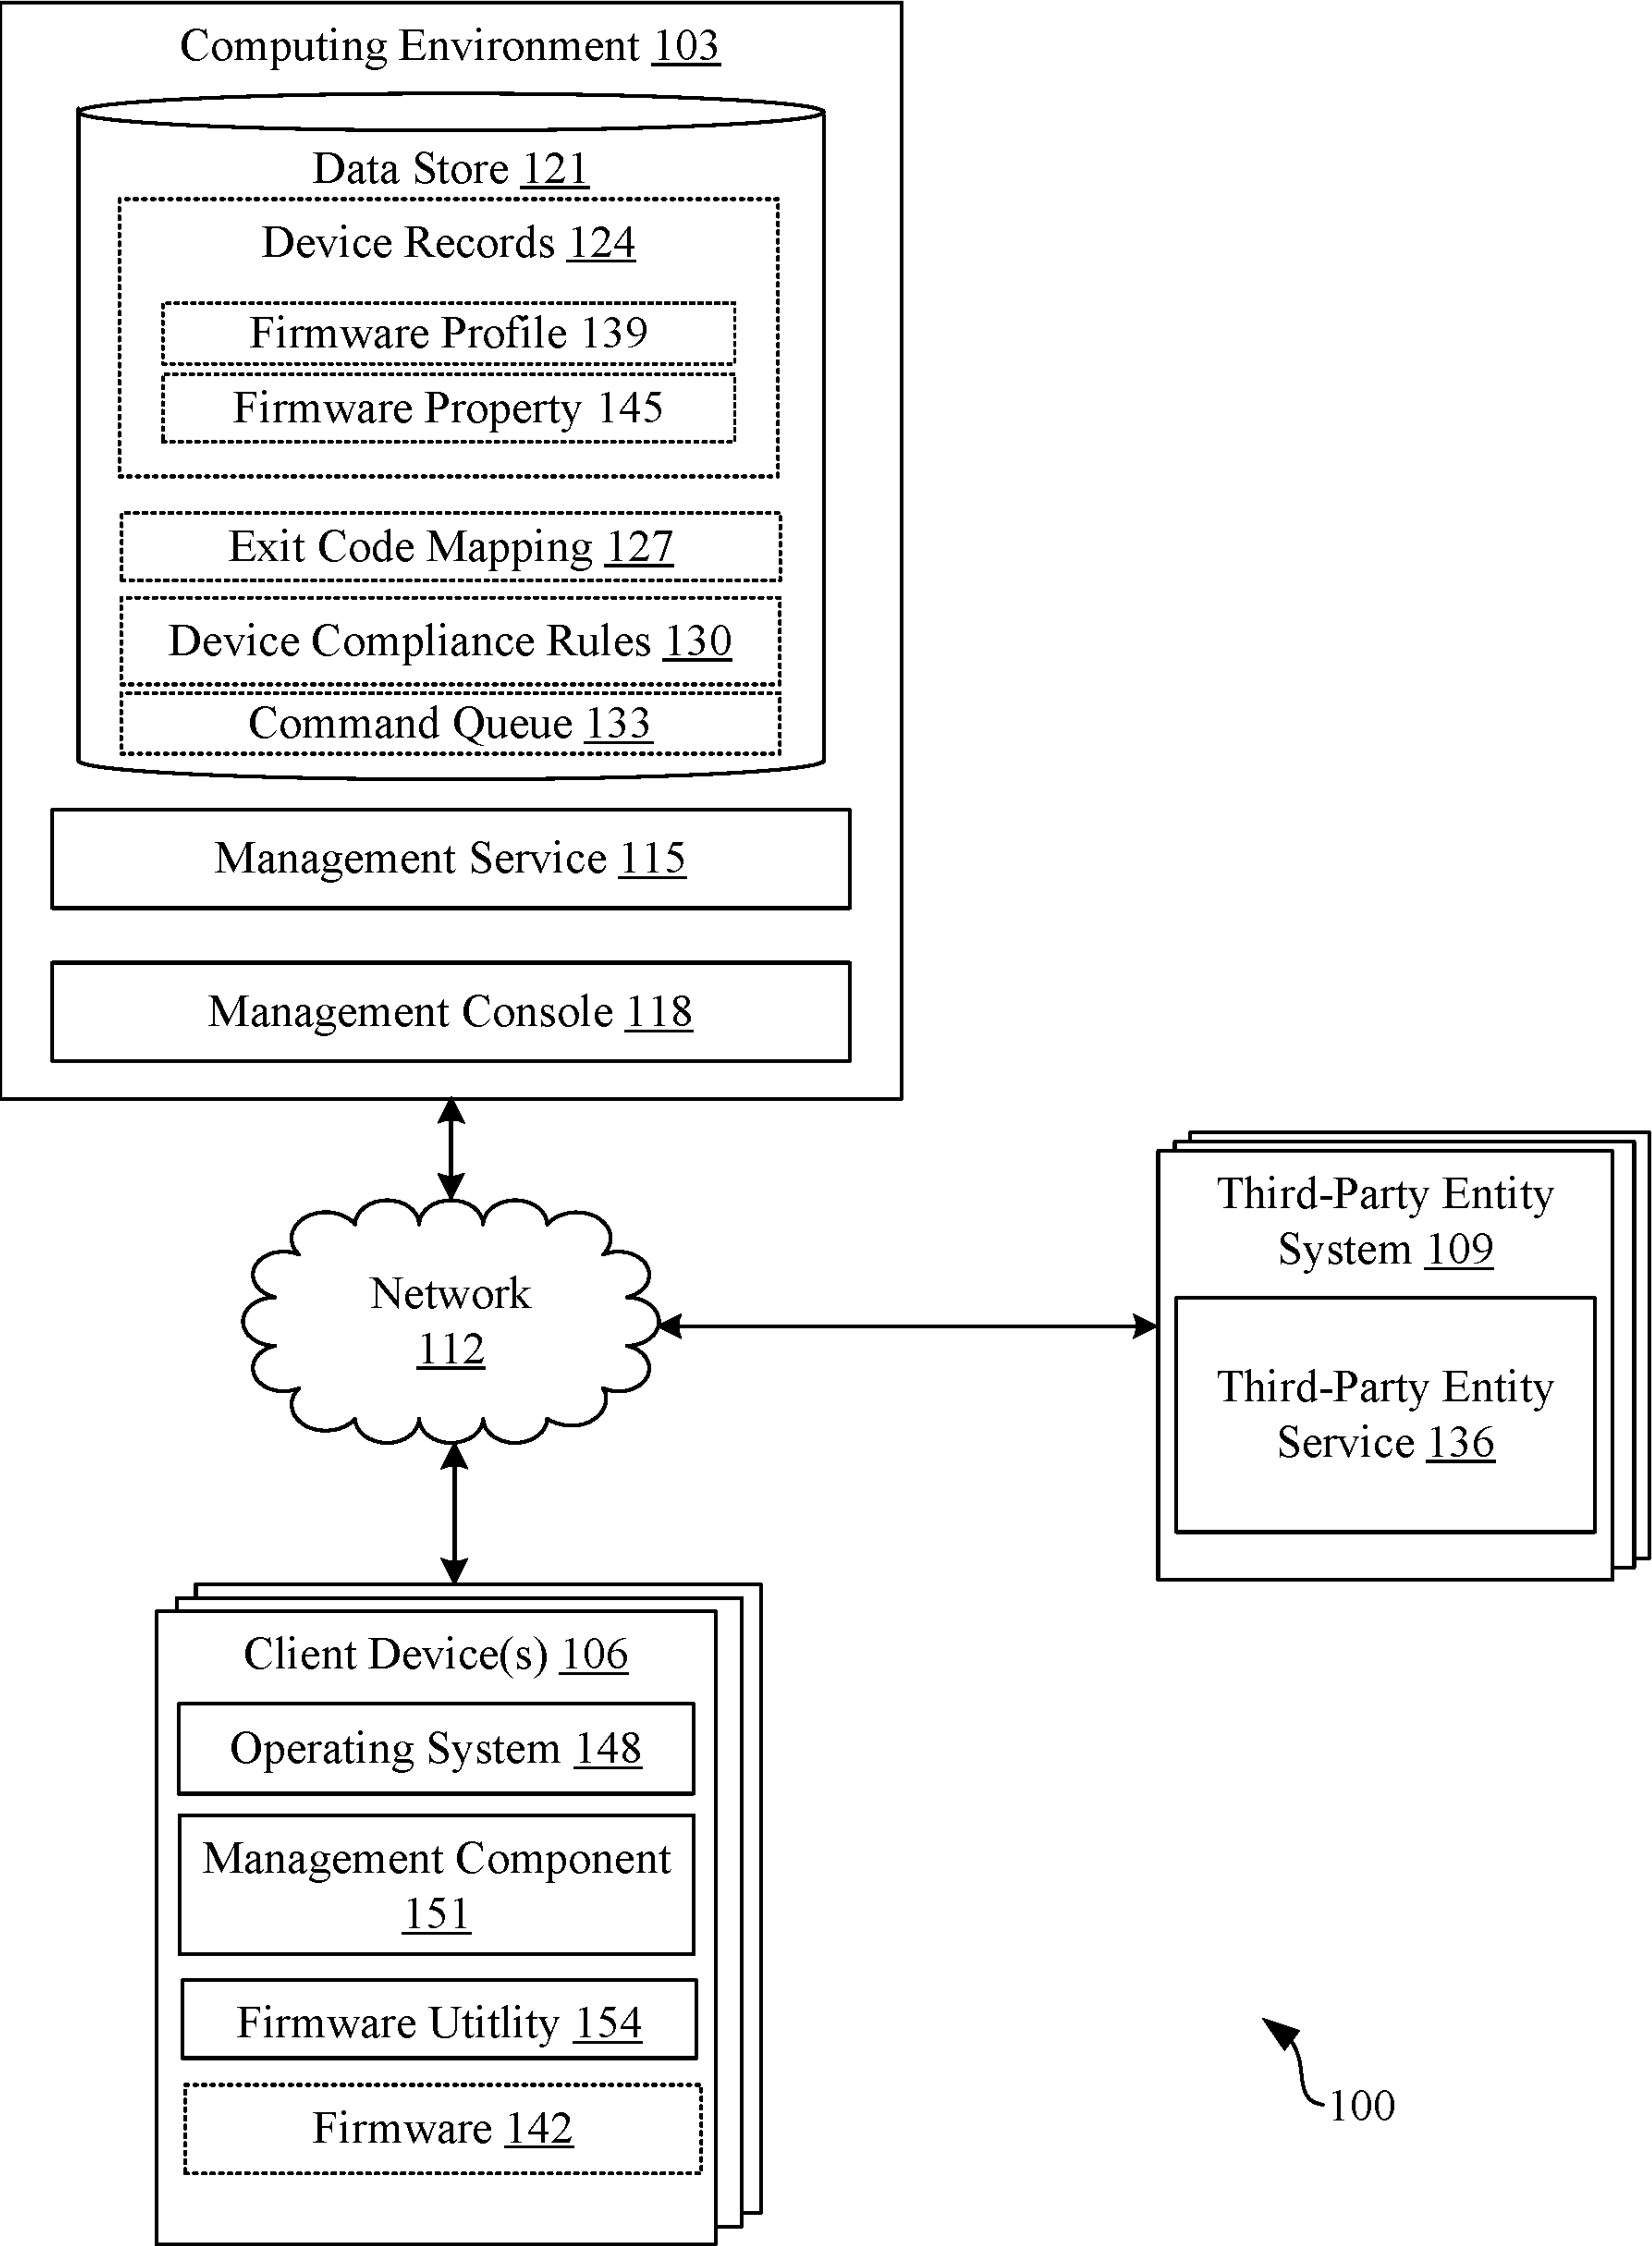 Computing Environment 103
Data Store 121
Device Records 124
Firmware Profile 139
Firmware Property 145
Exit Code Mapping 127
Device Compliance Rules 130
Command Queue 133
Management Service 115
Management Console 118
Network
112
Third-Party Entity
System 109
Third-Party Entity
Service 136
Client Device(s) 106
Operating System 148
Management Component
151
Firmware Utitlity 154
Firmware 142
100